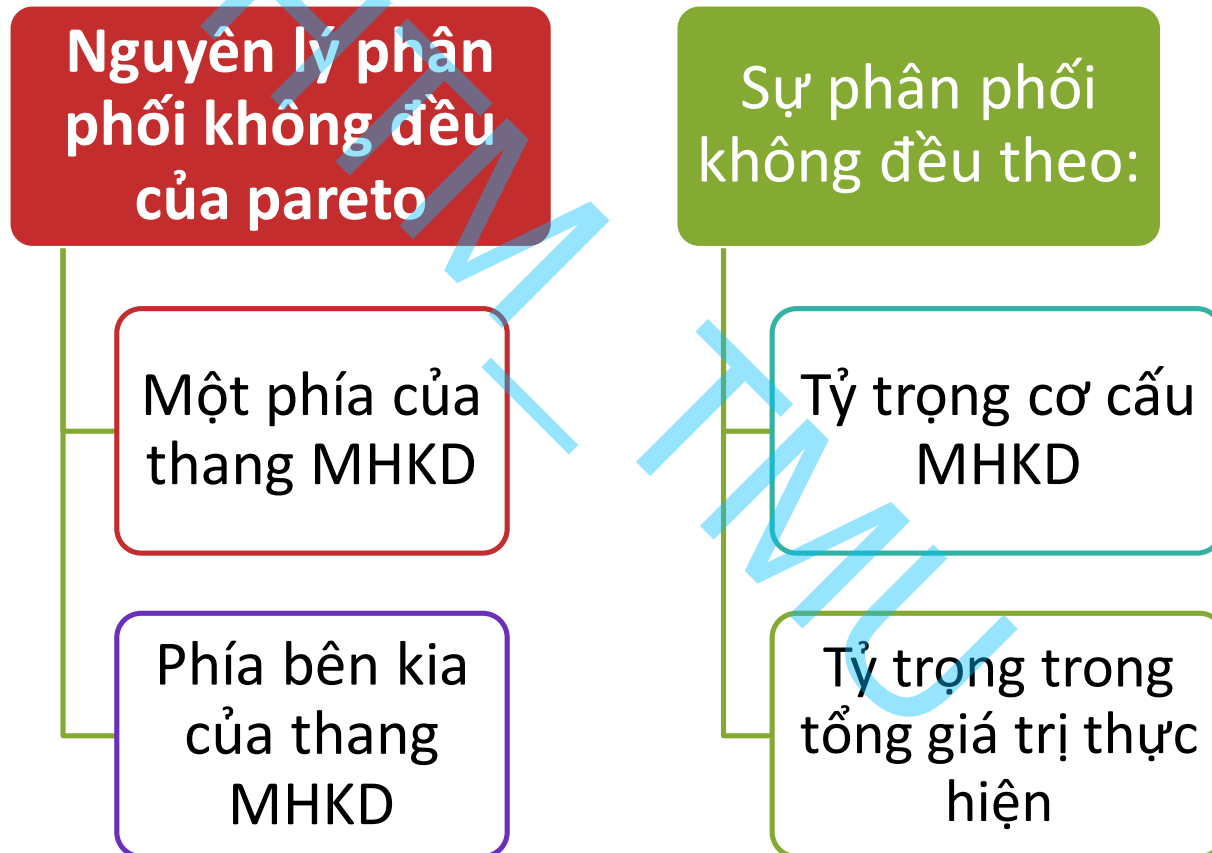 Nguyên lý phân
phối không đều
của pareto
Một phía của
thang MHKD
Phía bên kia
của thang
MHKD
Sự phân phối
không đều theo:
Tỷ trọng cơ cấu
MHKD
Tỷ trọng trong
tổng giá trị thực
hiện
HTM_TMU